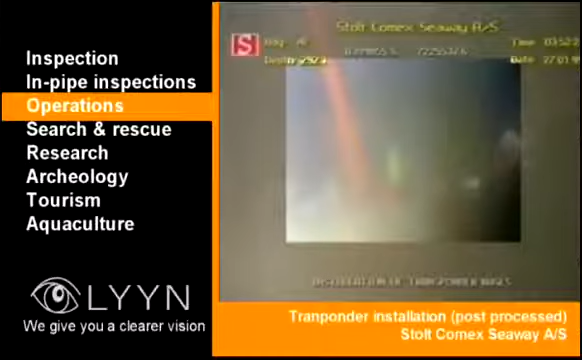 Inspection
In-pipe inspections
Operations
Search & rescue
Research
Archeology
Tourism
Aquaculture
LYYN
We give you a clearer vision
Stolt Comex Seaway A/S
S
Time
Date
Tranponder installation (post processed)
Stolt Comex Seaway A/S